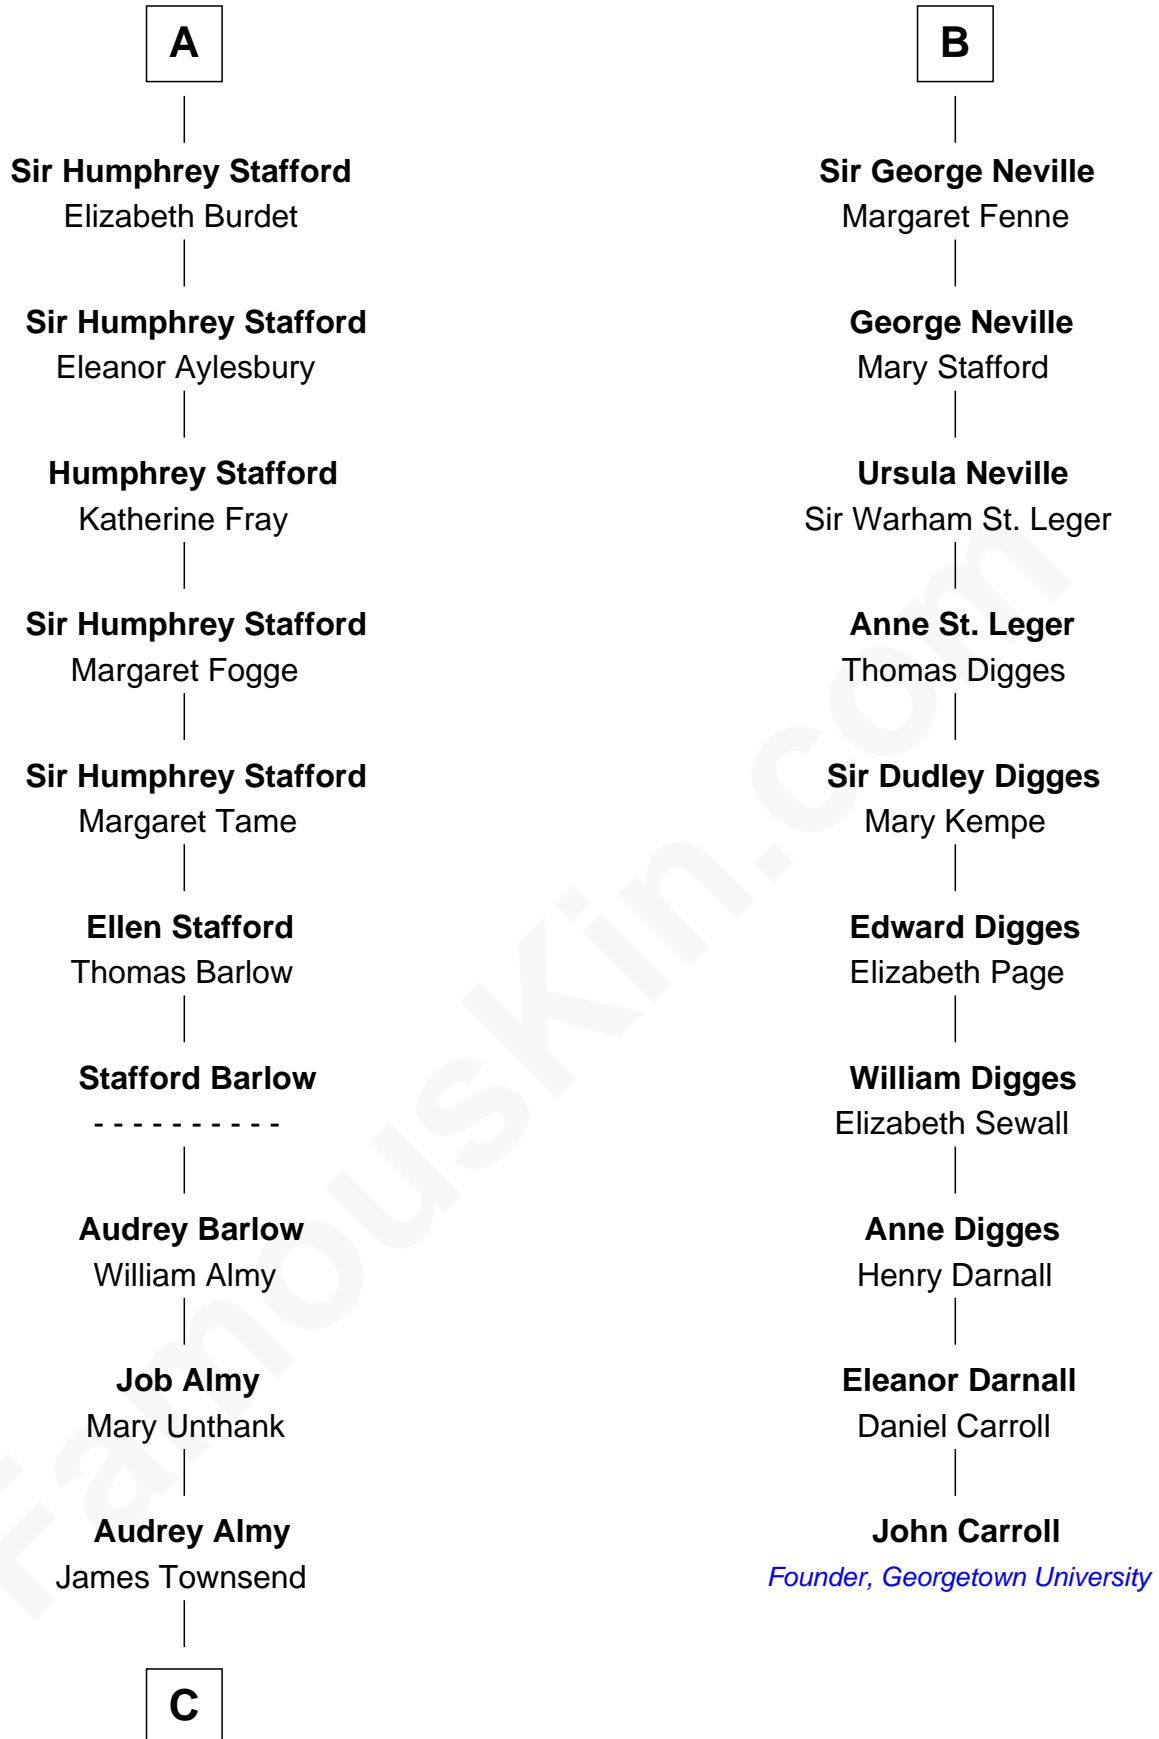 A
Sir Humphrey Stafford
Elizabeth Burdet
Sir Humphrey Stafford
Eleanor Aylesbury
Humphrey Stafford
Katherine Fray
Sir Humphrey Stafford
Margaret Fogge
Sir Humphrey Stafford
Margaret Tame
Ellen Stafford
Thomas Barlow
Stafford Barlow
- - - - - - - - - -
Audrey Barlow
William Almy
Job Almy
Mary Unthank
Audrey Almy
James Townsend
C
B
Sir George Neville
Margaret Fenne
George Neville
Mary Stafford
Ursula Neville
Sir Warham St. Leger
Anne St. Leger
Thomas Digges
Sir Dudley Digges
Mary Kempe
Edward Digges
Elizabeth Page
William Digges
Elizabeth Sewall
Anne Digges
Henry Darnall
Eleanor Darnall
Daniel Carroll
John Carroll
Founder, Georgetown University
FamousKin.com